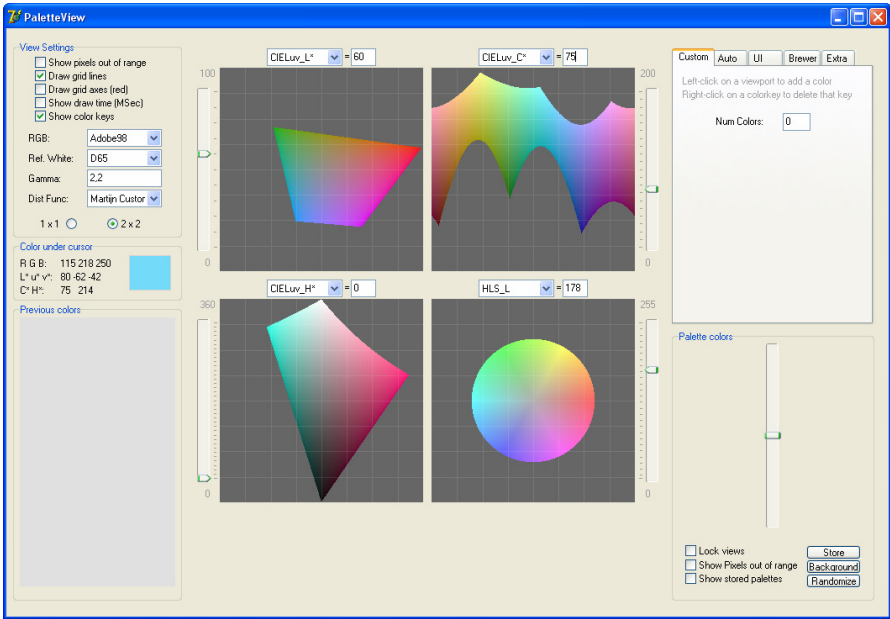 PaletteView
View Settings
Show pixels out of range
Draw grid lines
Draw grid axes (red)
Show draw time (MSec)
Show color keys
RGB: Adobe98
Ref. White: D65
Gamma: 2,2
Dist Func: Martijn Custor
1 x 1 2 x 2
Color under cursor
R G B: 115 218 250
L* u* v*: 80 -62 -42
C* H*: 75 214
Previous colors
CIELuv_L* = 60
100
0
CIELuv_C* = 75
200
0
CIELuv_H* = 0
360
0
HLS_L = 178
255
0
Custom Auto UI Brewer Extra
Left-click on a viewport to add a color
Right-click on a colorkey to delete that key
Num Colors: 0
Palette colors
Lock views
Show Pixels out of range
Show stored palettes
Store
Background
Randomize